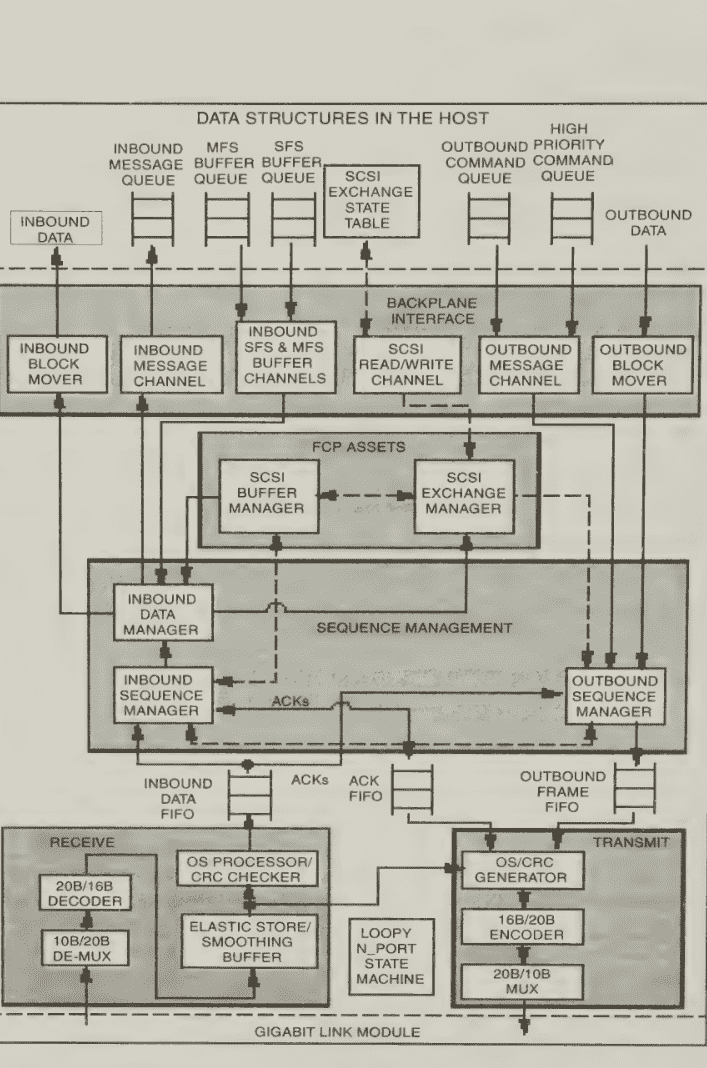 DATA STRUCTURES IN THE HOST
INBOUND
MESSAGE
QUEUE
MFS
BUFFER
QUEUE
SFS
BUFFER
QUEUE
SCSI
EXCHANGE
STATE
TABLE
OUTBOUND
COMMAND
QUEUE
HIGH
PRIORITY
COMMAND
QUEUE
INBOUND
DATA
OUTBOUND
DATA
BACKPLANE
INTERFACE
INBOUND
BLOCK
MOVER
INBOUND
MESSAGE
CHANNEL
INBOUND
SFS & MFS
BUFFER
CHANNELS
SCSI
READ/WRITE
CHANNEL
OUTBOUND
MESSAGE
CHANNEL
OUTBOUND
BLOCK
MOVER
FCP ASSETS
SCSI
BUFFER
MANAGER
SCSI
EXCHANGE
MANAGER
INBOUND
DATA
MANAGER
SEQUENCE MANAGEMENT
INBOUND
SEQUENCE
MANAGER
ACKs
OUTBOUND
SEQUENCE
MANAGER
INBOUND
DATA
FIFO
ACKs
ACK
FIFO
OUTBOUND
FRAME
FIFO
RECEIVE
OS PROCESSOR/
CRC CHECKER
20B/16B
DECODER
10B/20B
DE-MUX
ELASTIC STORE/
SMOOTHING
BUFFER
LOOPY
N_PORT
STATE
MACHINE
TRANSMIT
OS/CRC
GENERATOR
16B/20B
ENCODER
20B/10B
MUX
GIGABIT LINK MODULE